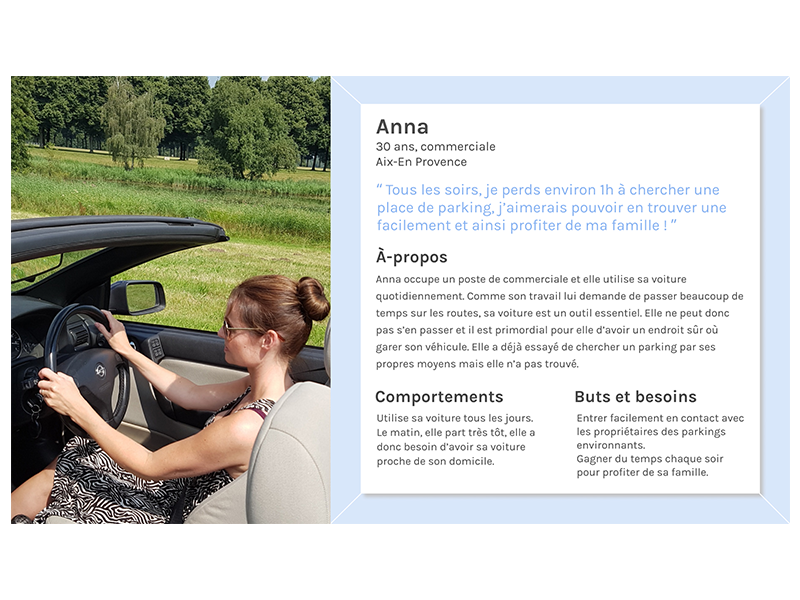 Anna
30 ans, commerciale
Aix-En Provence
“ Tous les soirs, je perds environ 1h à chercher une
place de parking, j’aimerais pouvoir en trouver une
facilement et ainsi profiter de ma famille ! ”
À-propos
Anna occupe un poste de commerciale et elle utilise sa voiture
quotidiennement. Comme son travail lui demande de passer beaucoup de
temps sur les routes, sa voiture est un outil essentiel. Elle ne peut donc
pas s’en passer et il est primordial pour elle d’avoir un endroit sûr où
garer son véhicule. Elle a déjà essayé de chercher un parking par ses
propres moyens mais elle n’a pas trouvé.
Comportements
Utilise sa voiture tous les jours.
Le matin, elle part très tôt, elle a
donc besoin d’avoir sa voiture
proche de son domicile.
Buts et besoins
Entrer facilement en contact avec
les propriétaires des parkings
environnants.
Gagner du temps chaque soir
pour profiter de sa famille.